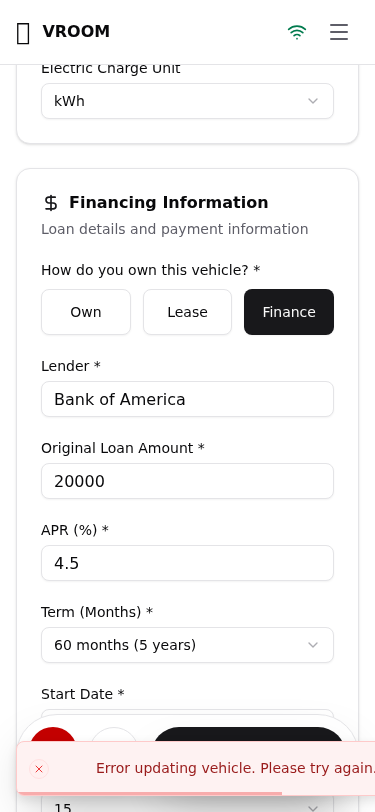 VROOM
Electric Charge Unit
kWh
Financing Information
Loan details and payment information
How do you own this vehicle? *
Own
Lease
Finance
Lender *
Bank of America
Original Loan Amount *
20000
APR (%) *
4.5
Term (Months) *
60 months (5 years)
Start Date *
Error updating vehicle. Please try again.
15